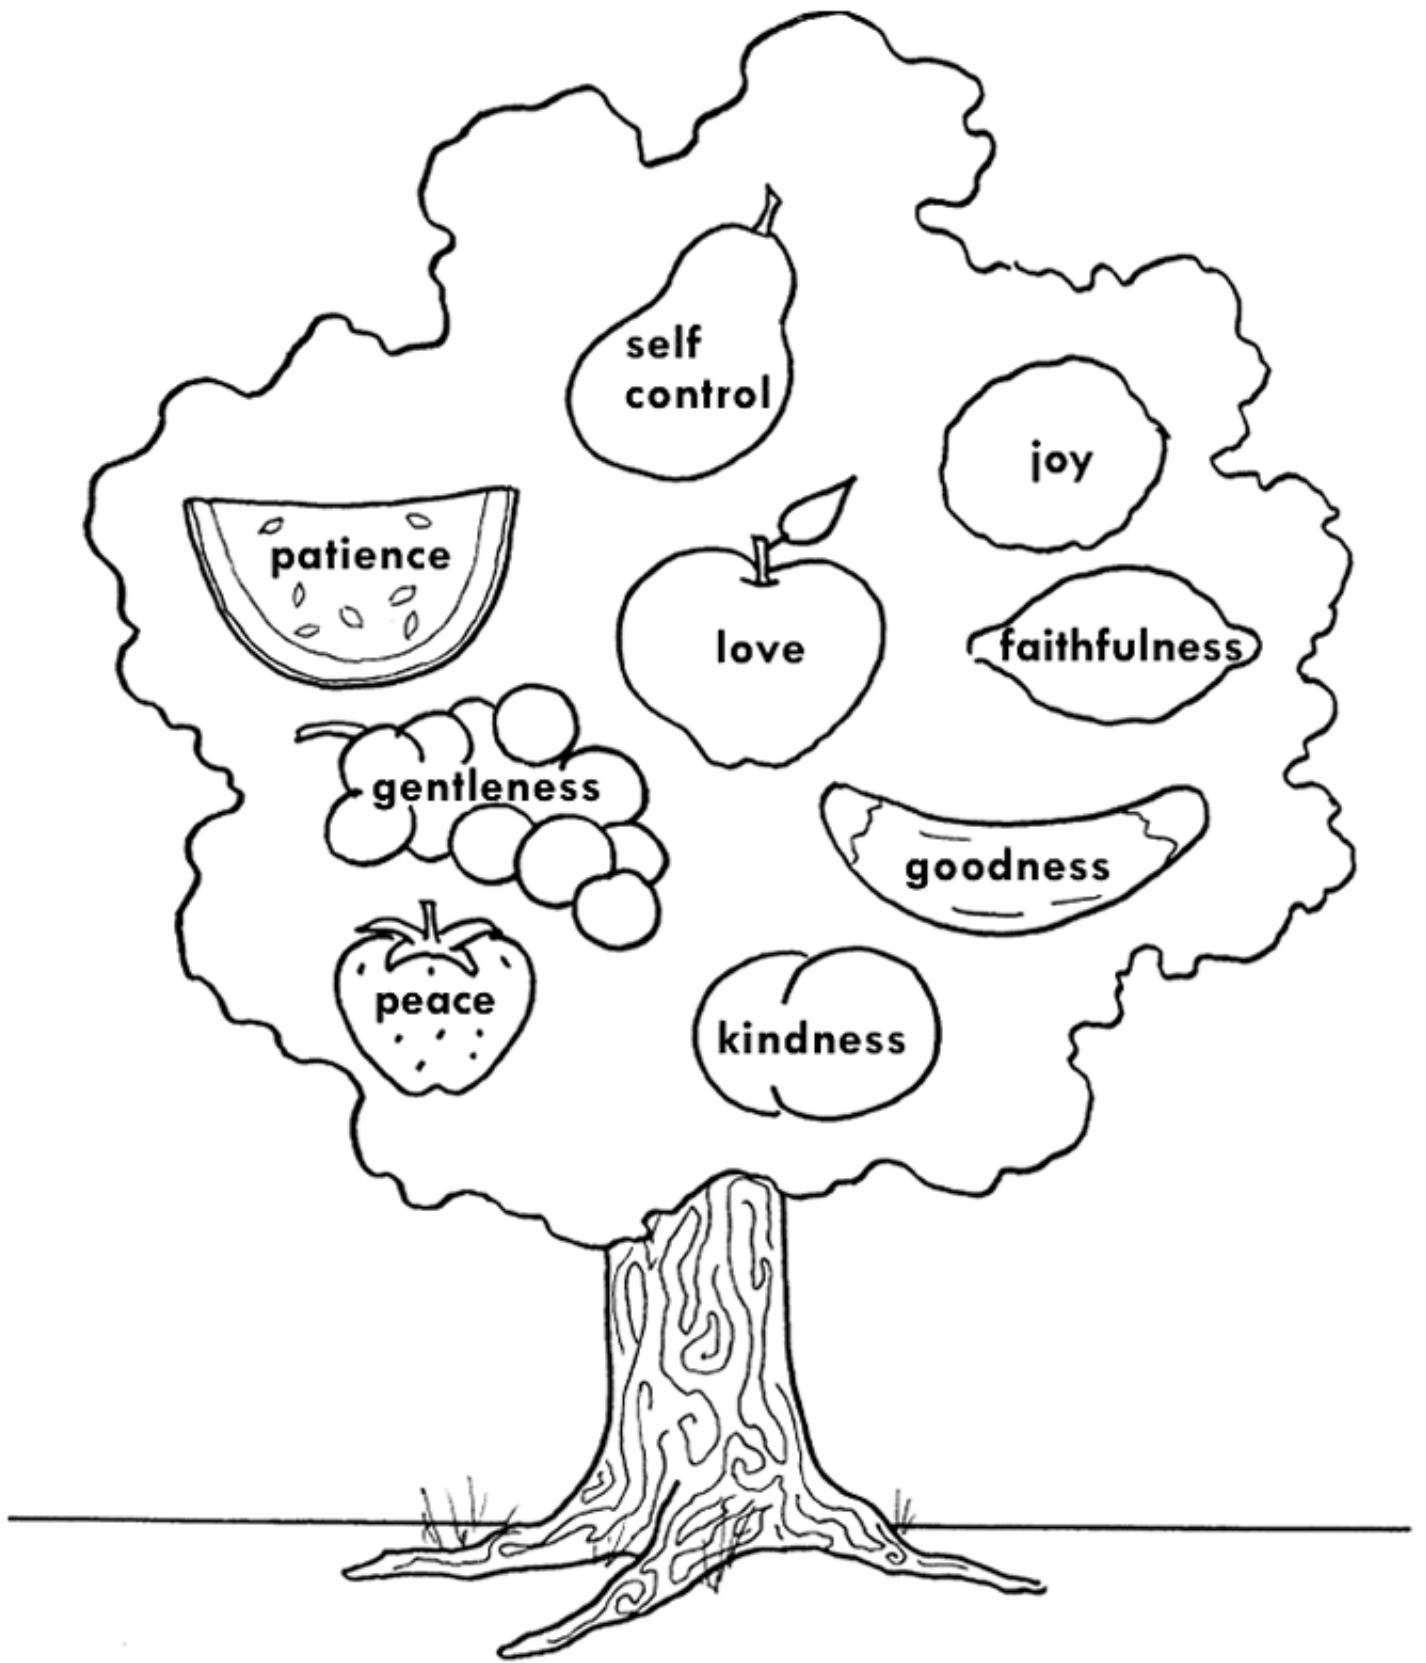 self
control
joy
patience
love
faithfulness
gentleness
goodness
peace
kindness